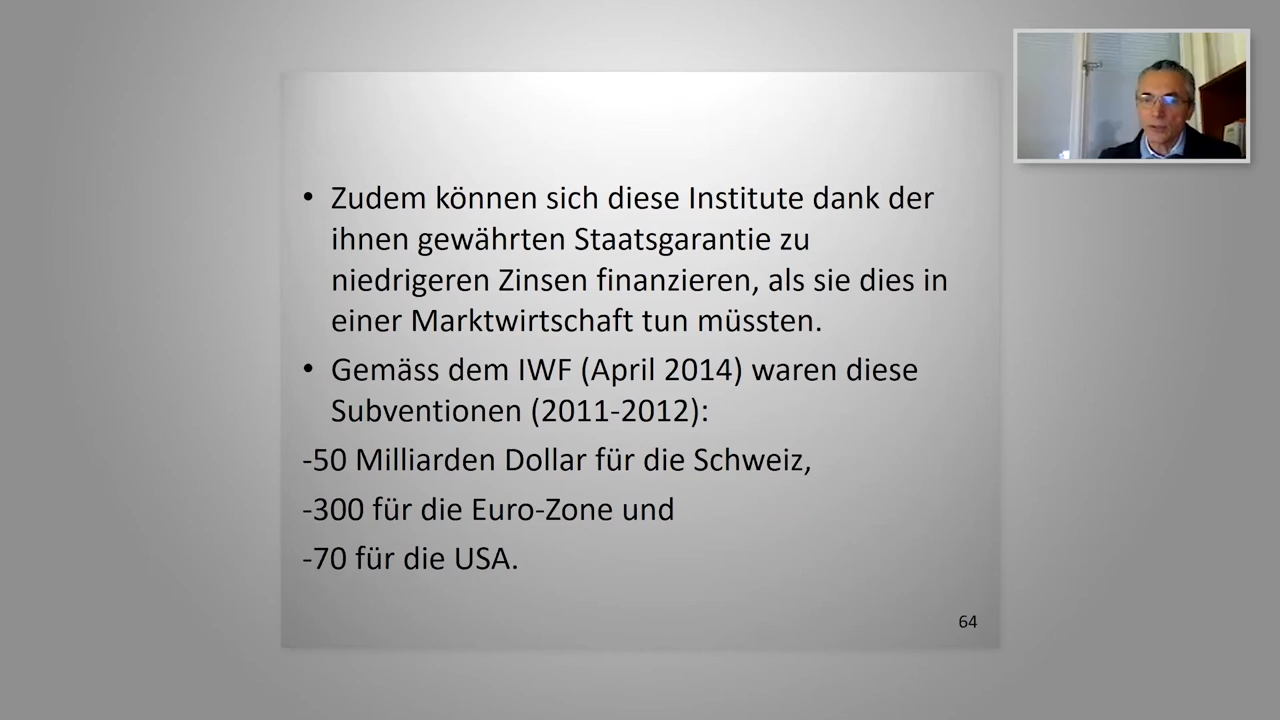 • Zudem können sich diese Institute dank der
ihnen gewährten Staatsgarantie zu
niedrigeren Zinsen finanzieren, als sie dies in
einer Marktwirtschaft tun müssten.
• Gemäss dem IWF (April 2014) waren diese
Subventionen (2011-2012):
-50 Milliarden Dollar für die Schweiz,
-300 für die Euro-Zone und
-70 für die USA.
64